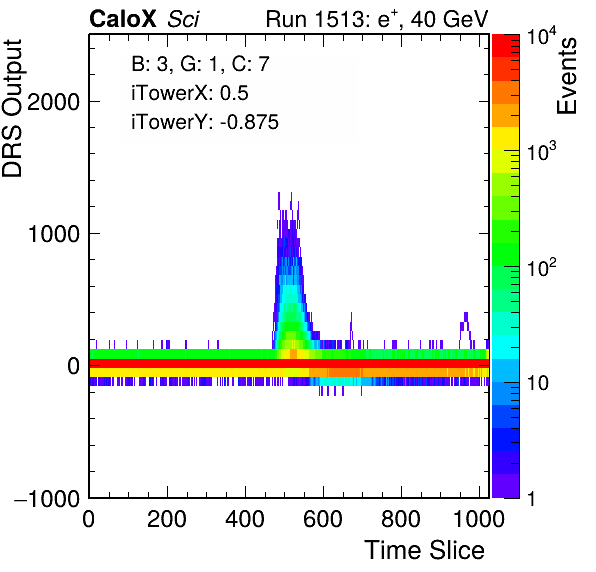 CaloX Sci Run 1513: e⁺, 40 GeV
B: 3, G: 1, C: 7
iTowerX: 0.5
iTowerY: -0.875
DRS Output
2000
1000
0
−1000
0 200 400 600 800 1000
Time Slice
10⁴
10³
10²
10
1
Events